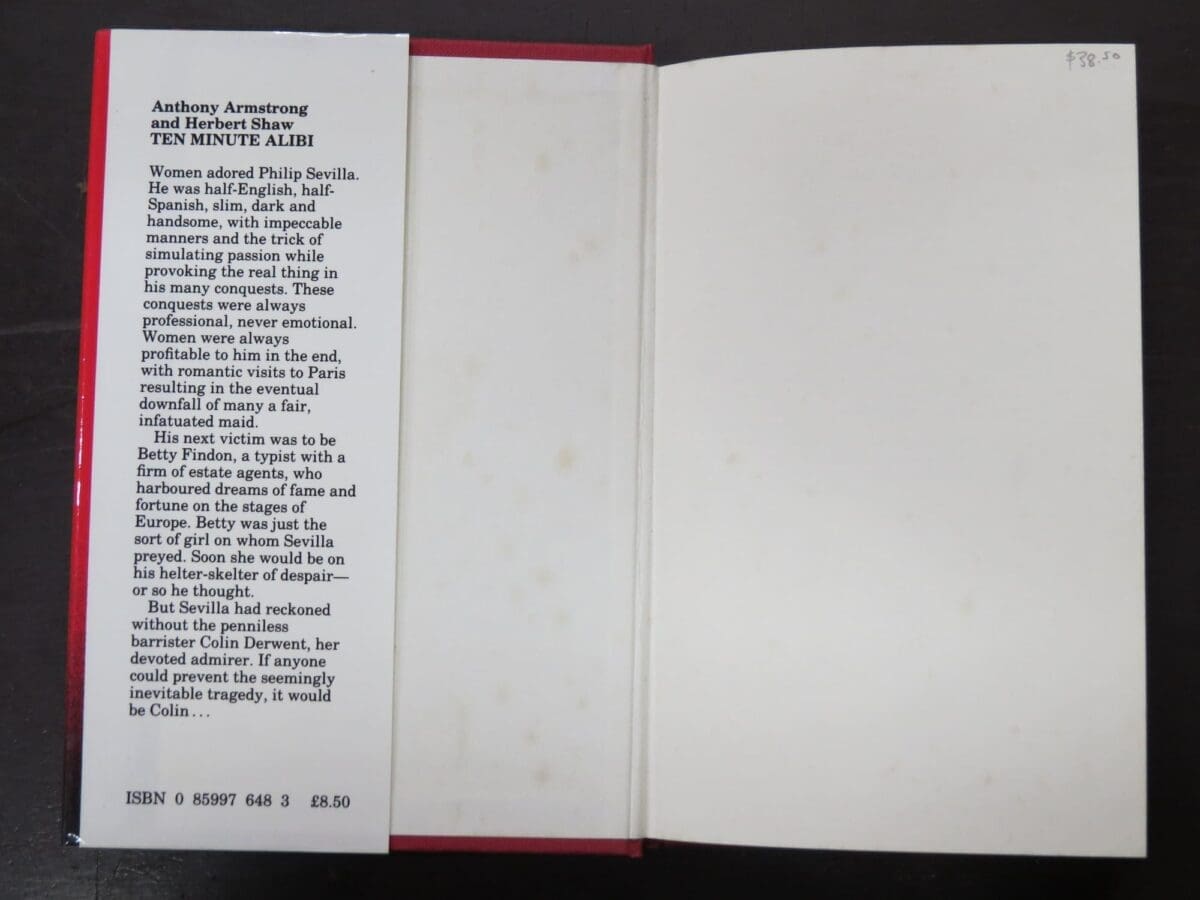 Anthony Armstrong
and Herbert Shaw
TEN MINUTE ALIBI
Women adored Philip Sevilla.
He was half-English, half-
Spanish, slim, dark and
handsome, with impeccable
manners and the trick of
simulating passion while
provoking the real thing in
his many conquests. These
conquests were always
professional, never emotional.
Women were always
profitable to him in the end,
with romantic visits to Paris
resulting in the eventual
downfall of many a fair,
infatuated maid.
His next victim was to be
Betty Findon, a typist with a
firm of estate agents, who
harboured dreams of fame and
fortune on the stages of
Europe. Betty was just the
sort of girl on whom Sevilla
preyed. Soon she would be on
his helter-skelter of despair—
or so he thought.
But Sevilla had reckoned
without the penniless
barrister Colin Derwent, her
devoted admirer. If anyone
could prevent the seemingly
inevitable tragedy, it would
be Colin...
ISBN 0 85997 648 3 £8.50
$38.50